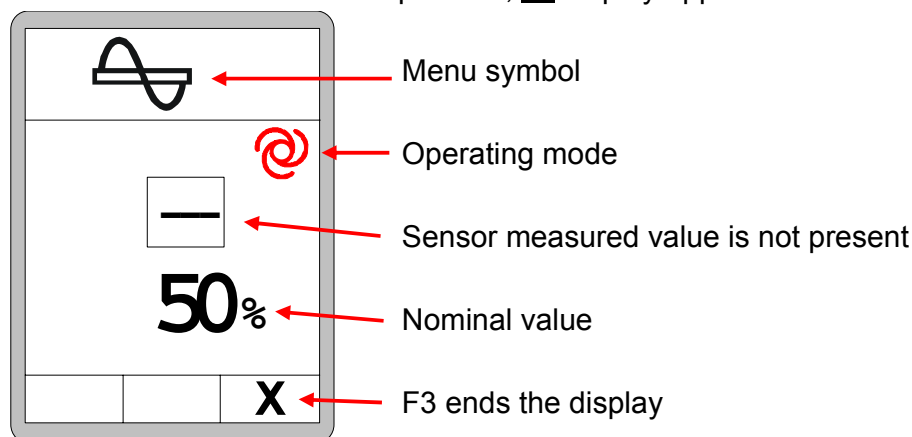 Menu symbol
Operating mode
Sensor measured value is not present
50%
Nominal value
X
F3 ends the display